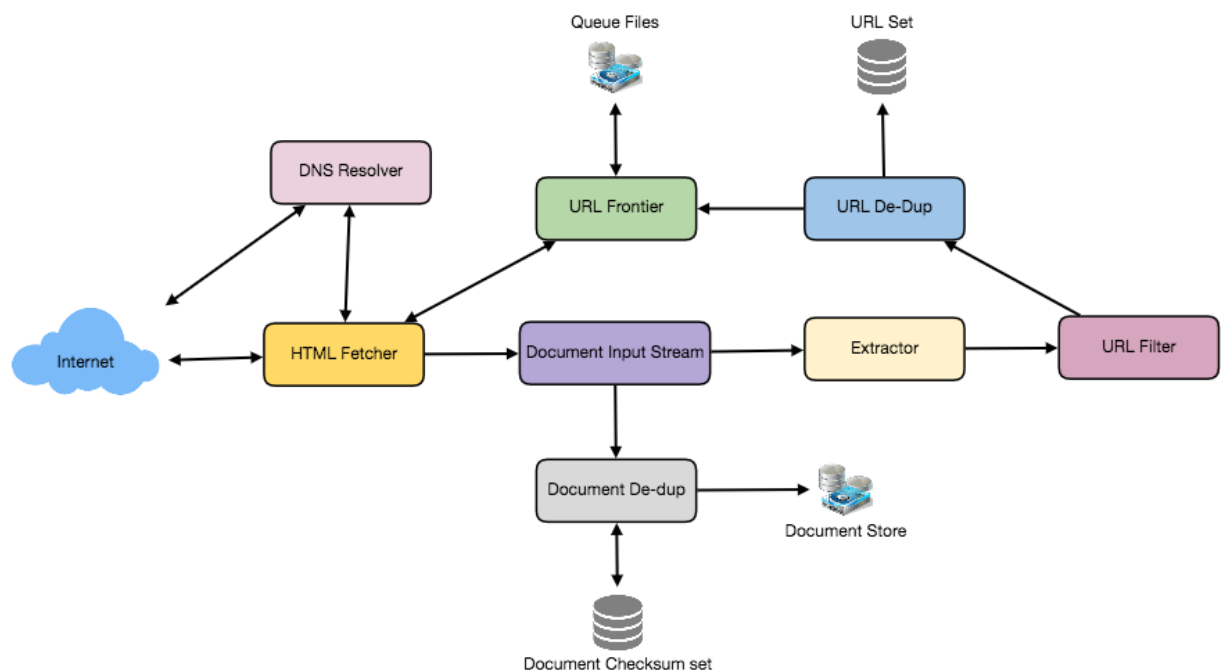 Queue Files
URL Set
DNS Resolver
URL Frontier
URL De-Dup
Internet
HTML Fetcher
Document Input Stream
Extractor
URL Filter
Document De-dup
Document Store
Document Checksum set